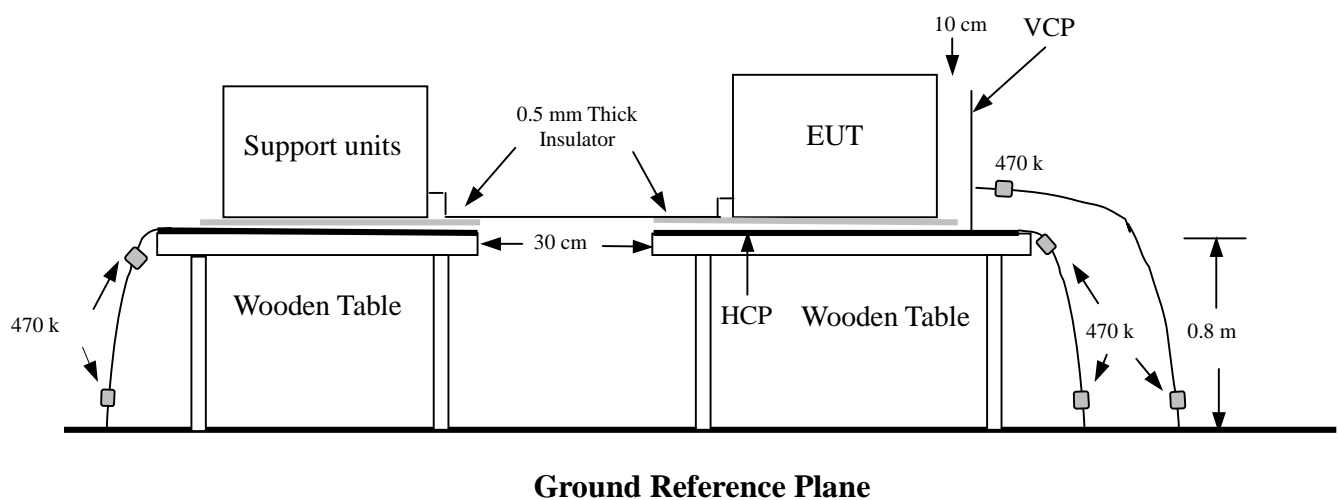 10 cm
VCP
0.5 mm Thick
Insulator
Support units
EUT
470 k
30 cm
Wooden Table
HCP
Wooden Table
470 k
470 k
0.8 m
Ground Reference Plane